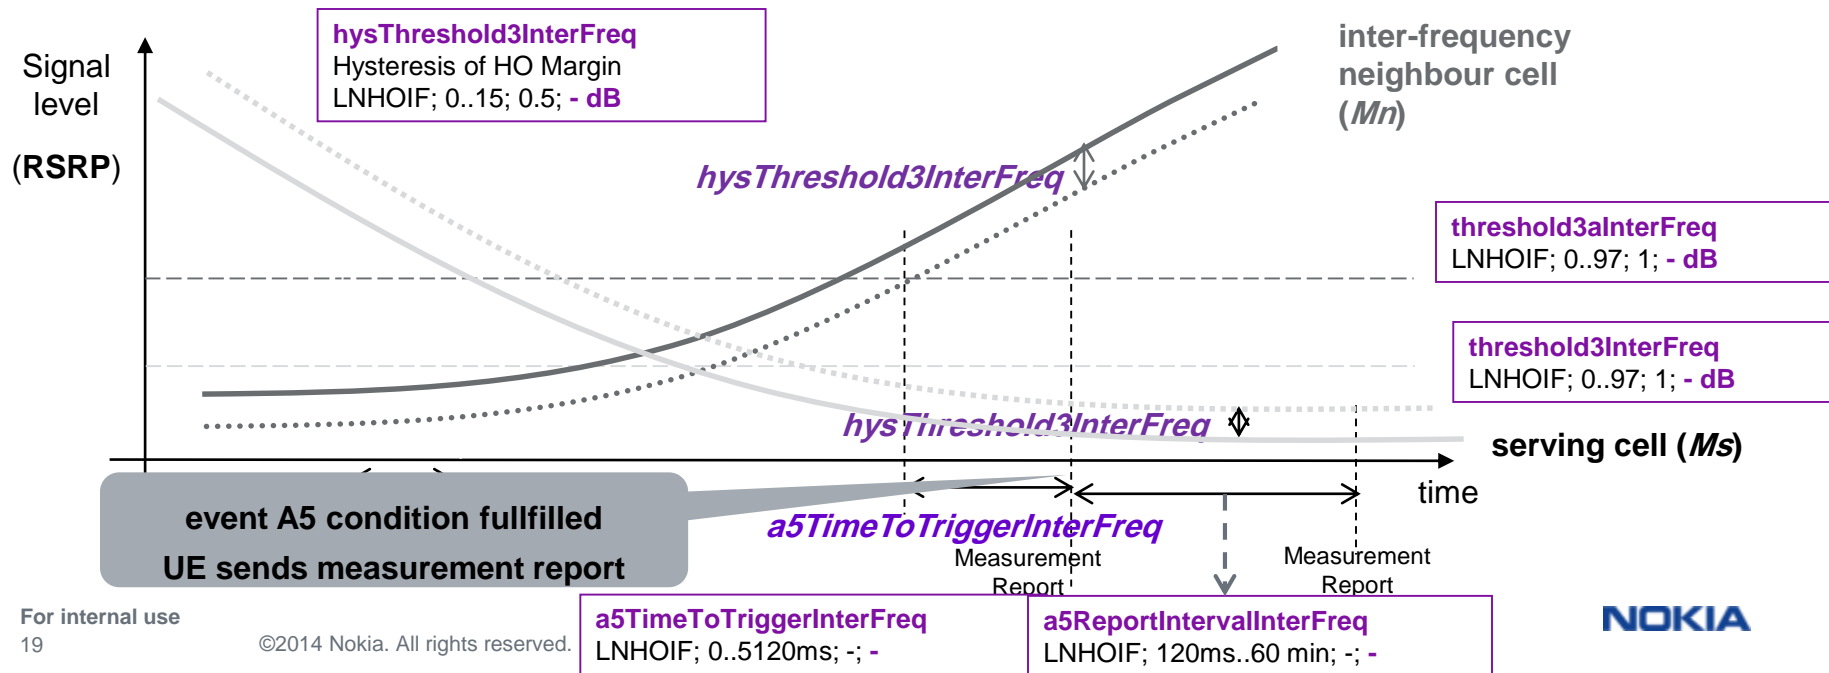 hysThreshold3InterFreq
Hysteresis of HO Margin
LNHOIF; 0..15; 0.5; - dB
Signal
level
(RSRP)
inter-frequency
neighbour cell
(Mn)
hysThreshold3InterFreq
threshold3aInterFreq
LNHOIF; 0..97; 1; - dB
threshold3InterFreq
LNHOIF; 0..97; 1; - dB
hysThreshold3InterFreq
serving cell (Ms)
time
event A5 condition fullfilled
UE sends measurement report
a5TimeToTriggerInterFreq
Measurement
Report
Measurement
Report
a5TimeToTriggerInterFreq
LNHOIF; 0..5120ms; -; -
a5ReportIntervalInterFreq
LNHOIF; 120ms..60 min; -; -
For internal use
19
©2014 Nokia. All rights reserved.
NOKIA